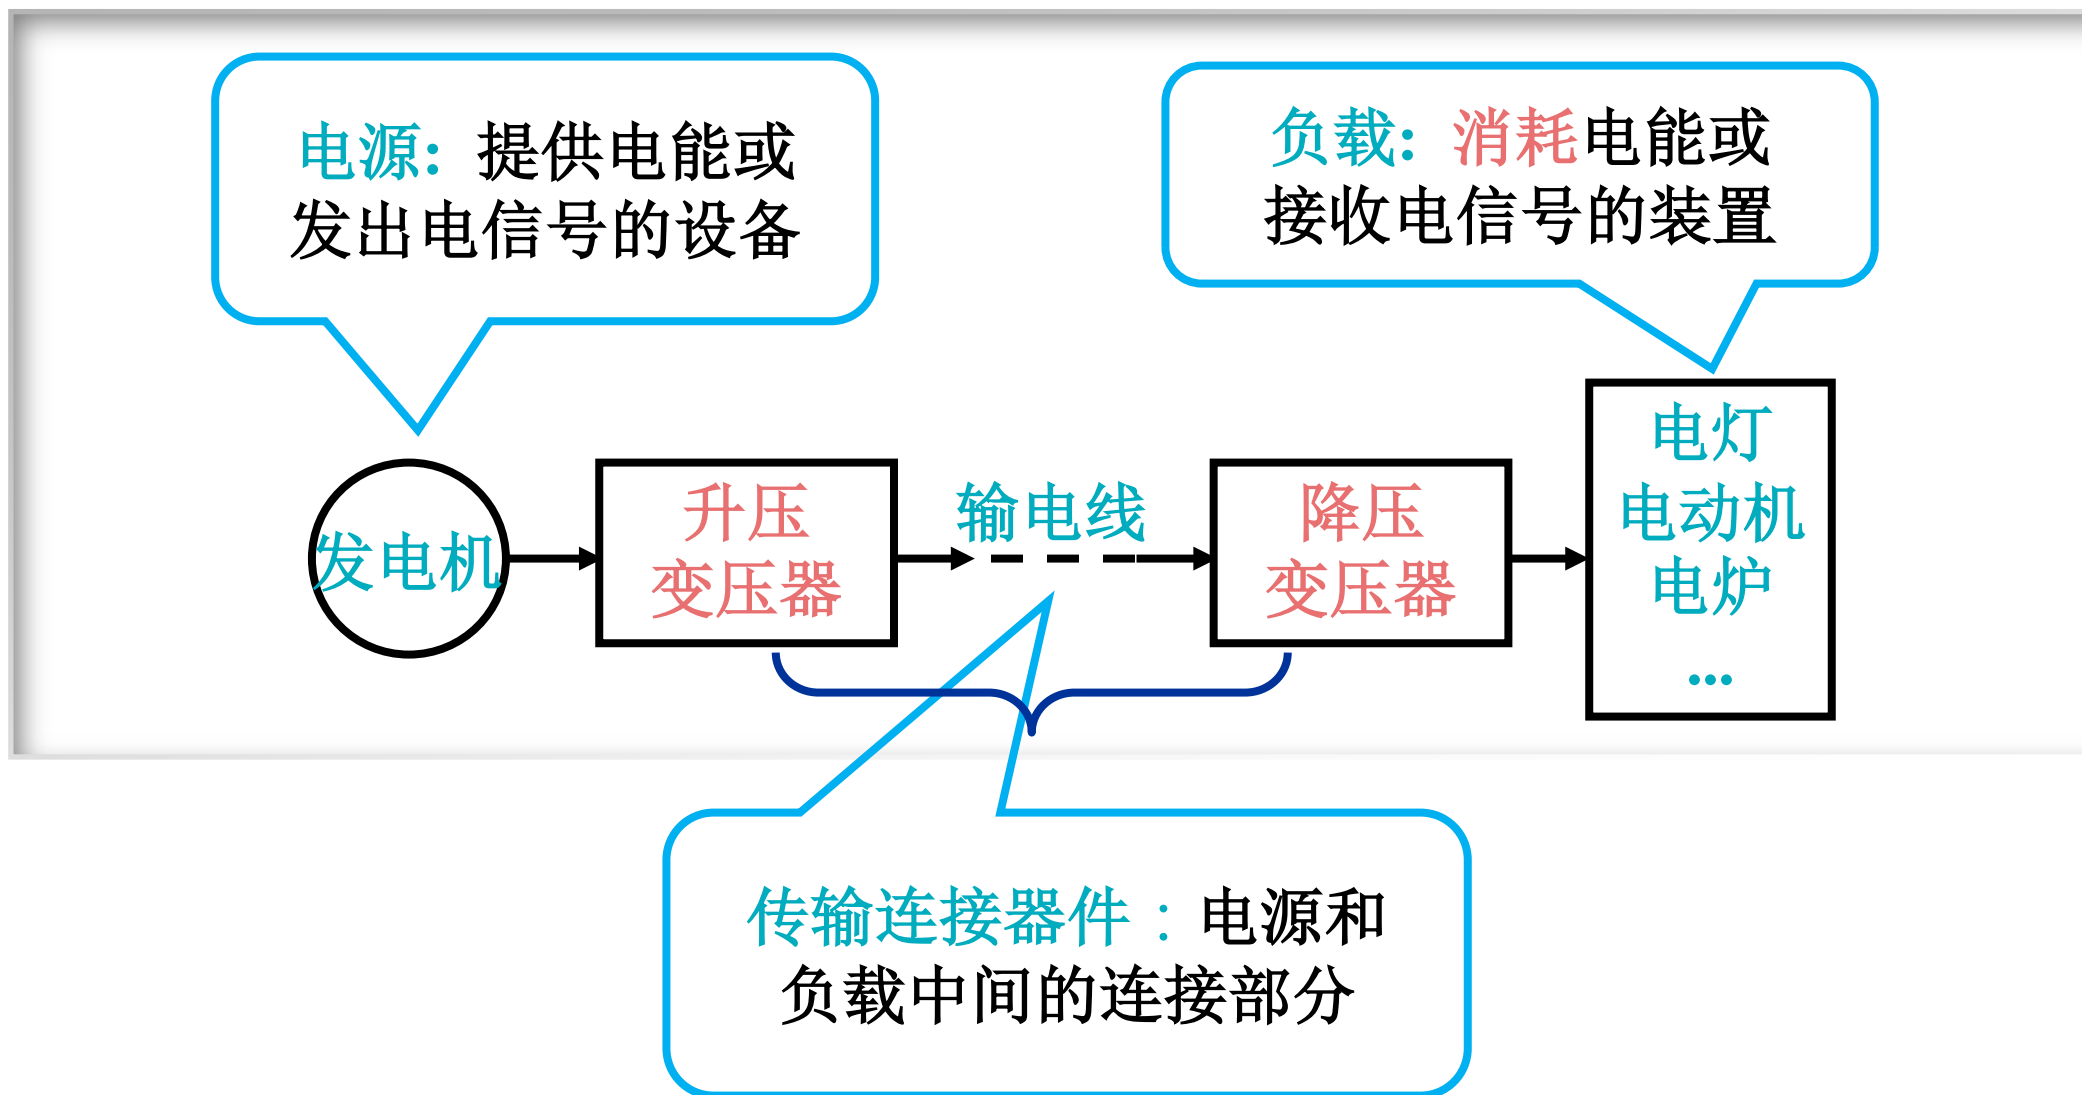 电源: 提供电能或
发出电信号的设备
负载: 消耗电能或
接收电信号的装置
发电机
升压
变压器
输电线
降压
变压器
电灯
电动机
电炉
...
传输连接器件：电源和
负载中间的连接部分